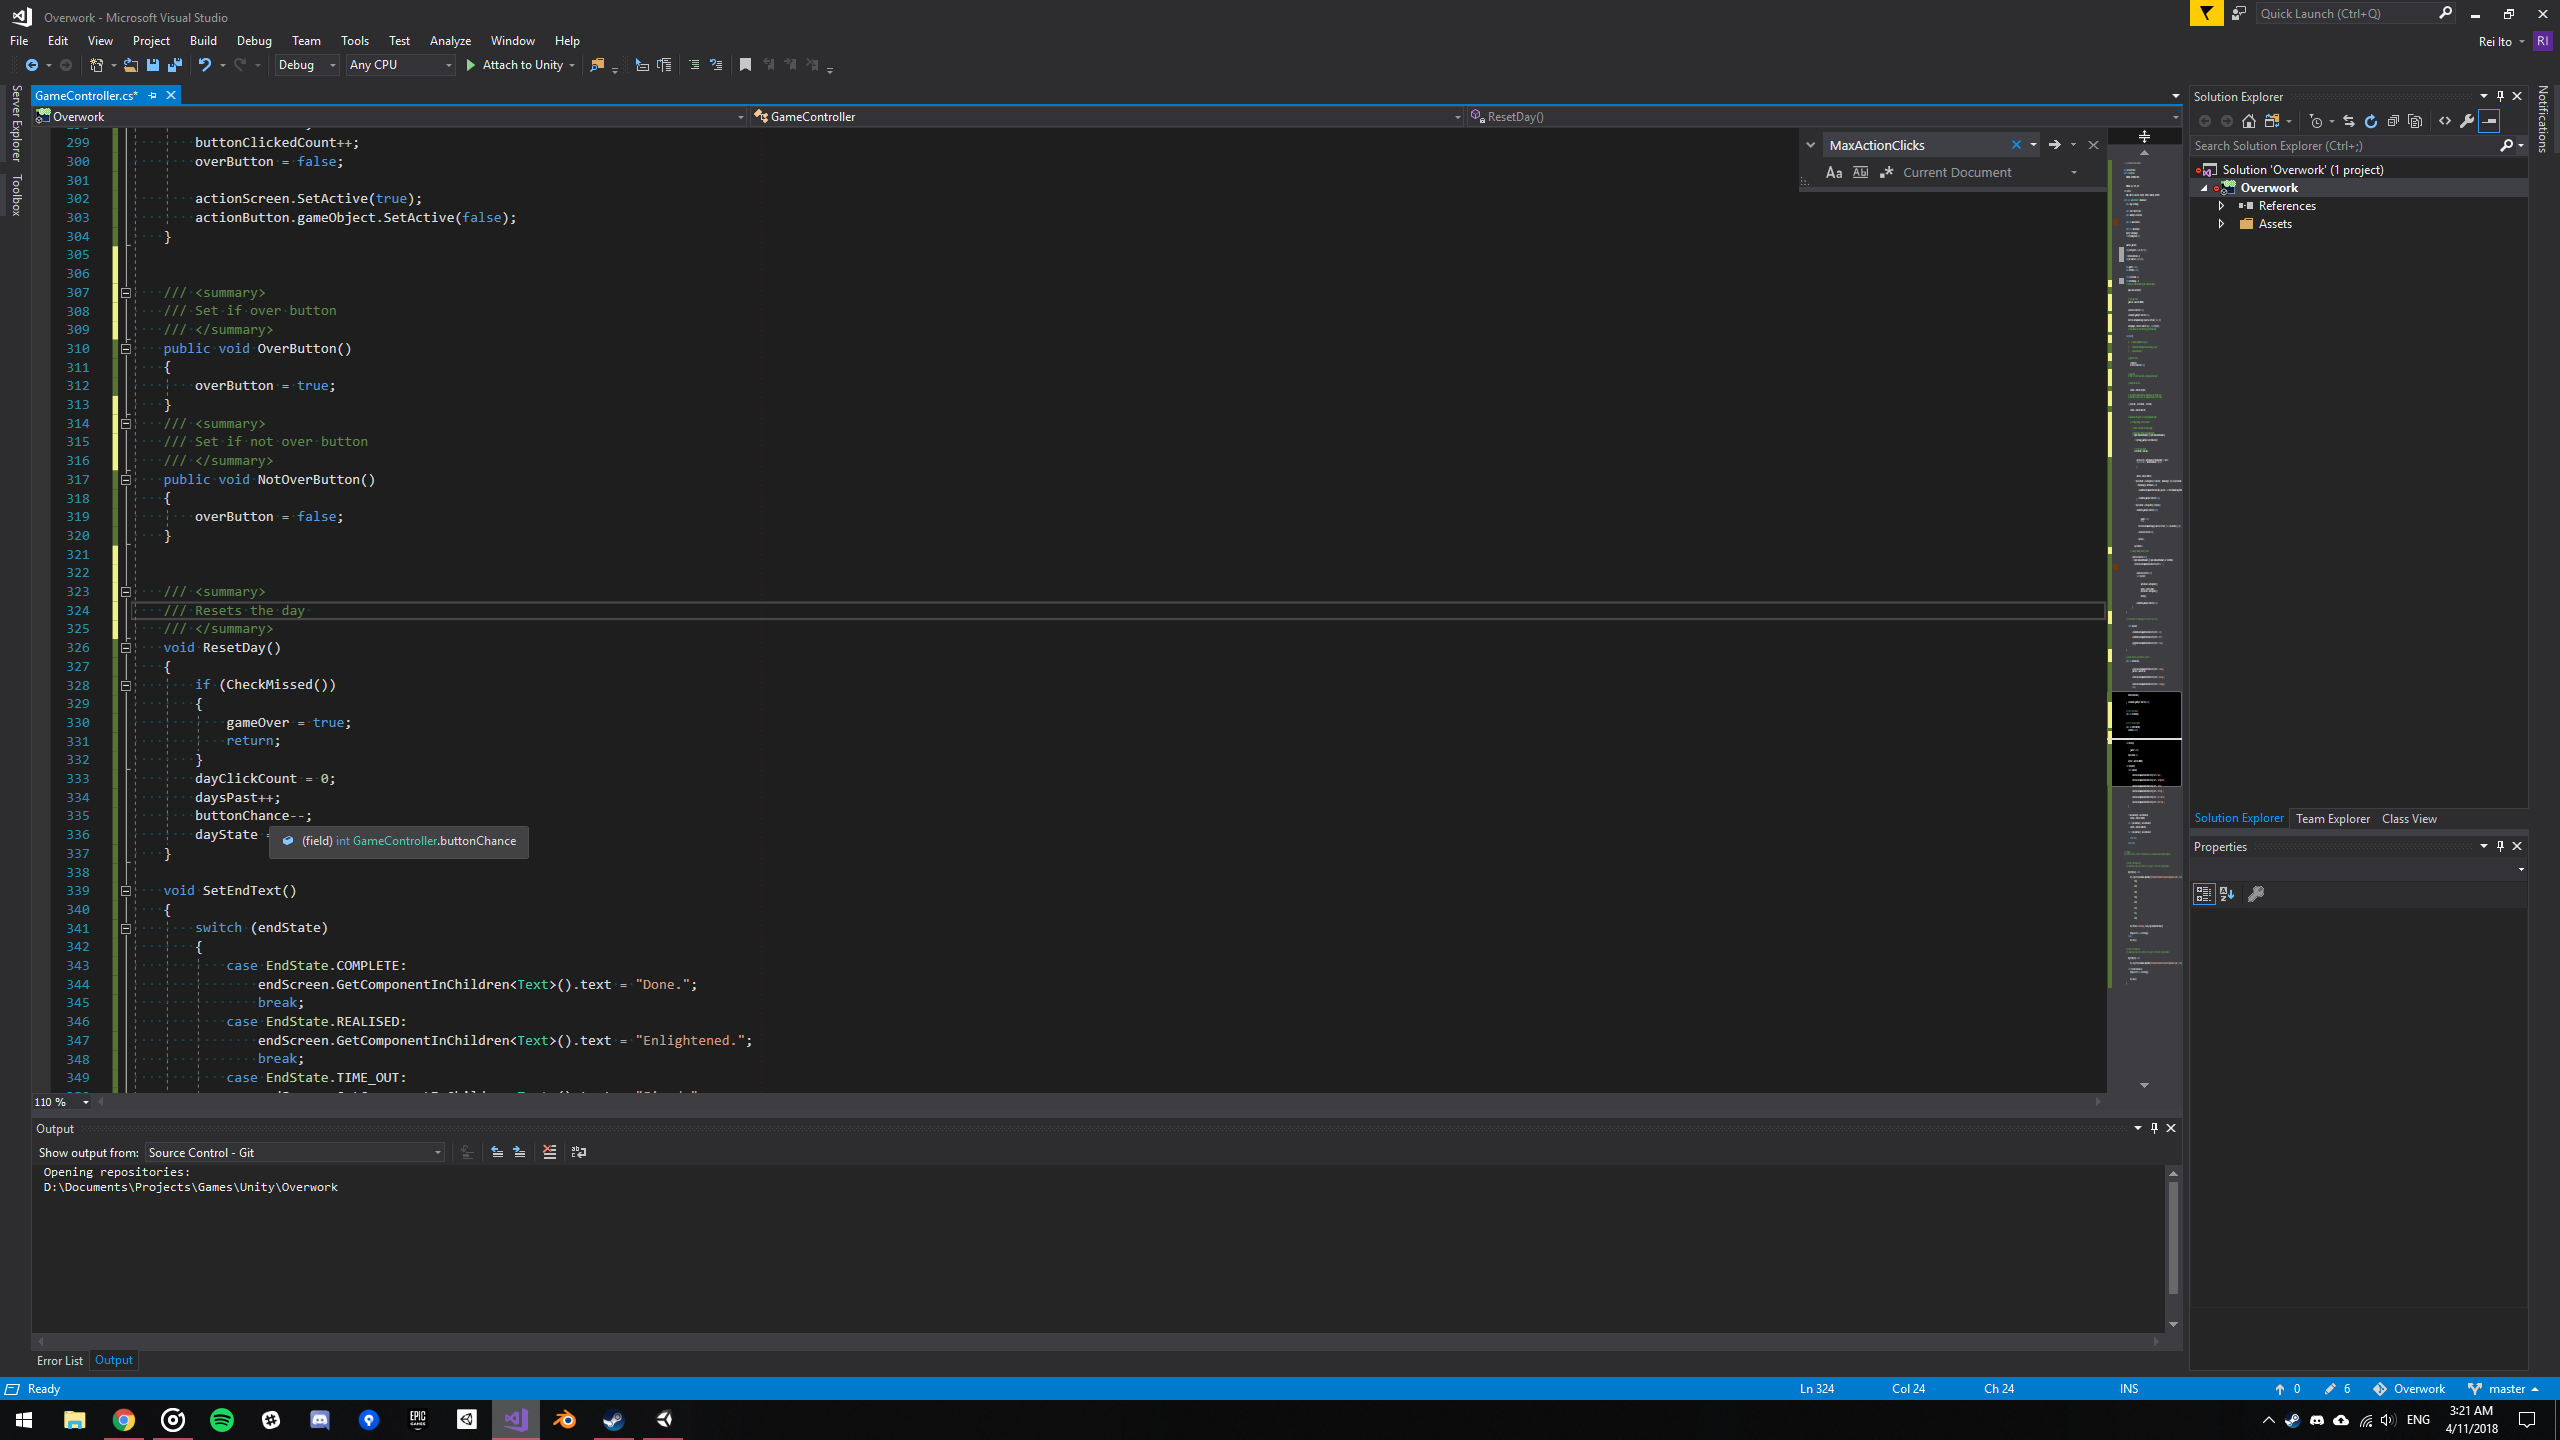 Overwork - Microsoft Visual Studio
Quick Launch (Ctrl+Q)
File Edit View Project Build Debug Team Tools Test Analyze Window Help
Rei Ito RI
Debug Any CPU Attach to Unity
Server Explorer
Toolbox
Notifications
GameController.cs*
Overwork GameController ResetDay()
MaxActionClicks
Aa Current Document
299 buttonClickedCount++;
300 overButton = false;
301
302 actionScreen.SetActive(true);
303 actionButton.gameObject.SetActive(false);
304 }
305
306
307 /// <summary>
308 /// Set if over button
309 /// </summary>
310 public void OverButton()
311 {
312 overButton = true;
313 }
314 /// <summary>
315 /// Set if not over button
316 /// </summary>
317 public void NotOverButton()
318 {
319 overButton = false;
320 }
321
322
323 /// <summary>
324 /// Resets the day
325 /// </summary>
326 void ResetDay()
327 {
328 if (CheckMissed())
329 {
330 gameOver = true;
331 return;
332 }
333 dayClickCount = 0;
334 daysPast++;
335 buttonChance--;
336 dayState
(field) int GameController.buttonChance
337 }
338
339 void SetEndText()
340 {
341 switch (endState)
342 {
343 case EndState.COMPLETE:
344 endScreen.GetComponentInChildren<Text>().text = "Done.";
345 break;
346 case EndState.REALISED:
347 endScreen.GetComponentInChildren<Text>().text = "Enlightened.";
348 break;
349 case EndState.TIME_OUT:
110 %
Solution Explorer
Search Solution Explorer (Ctrl+;)
Solution 'Overwork' (1 project)
Overwork
References
Assets
Solution Explorer Team Explorer Class View
Properties
Output
Show output from: Source Control - Git
Opening repositories:
D:\Documents\Projects\Games\Unity\Overwork
Error List Output
Ready Ln 324 Col 24 Ch 24 INS 0 6 Overwork master
EPIC GAMES
ENG
3:21 AM
4/11/2018